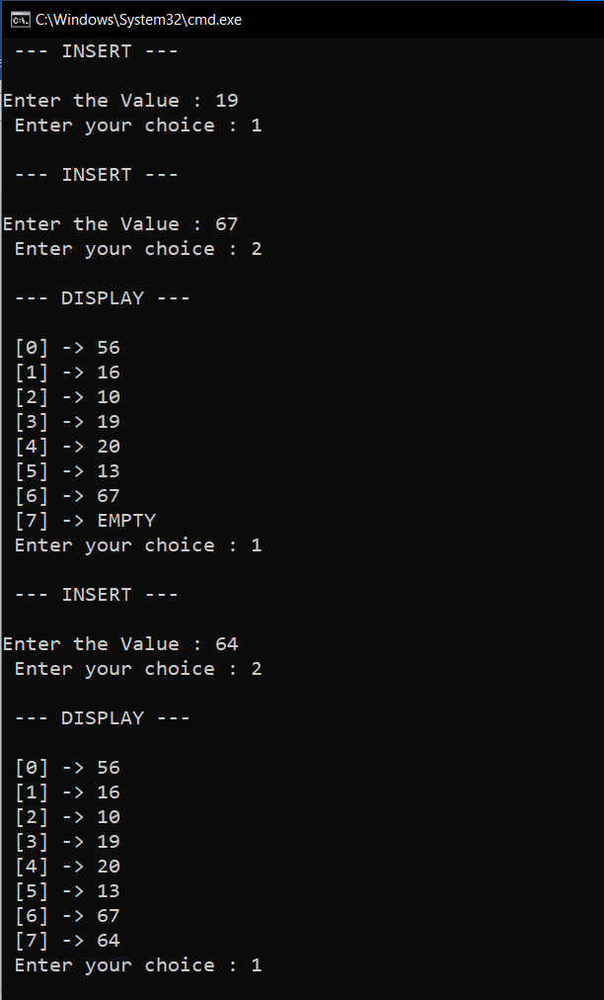 C:\Windows\System32\cmd.exe
--- INSERT ---
Enter the Value : 19
Enter your choice : 1
--- INSERT ---
Enter the Value : 67
Enter your choice : 2
--- DISPLAY ---
[0] -> 56
[1] -> 16
[2] -> 10
[3] -> 19
[4] -> 20
[5] -> 13
[6] -> 67
[7] -> EMPTY
Enter your choice : 1
--- INSERT ---
Enter the Value : 64
Enter your choice : 2
--- DISPLAY ---
[0] -> 56
[1] -> 16
[2] -> 10
[3] -> 19
[4] -> 20
[5] -> 13
[6] -> 67
[7] -> 64
Enter your choice : 1